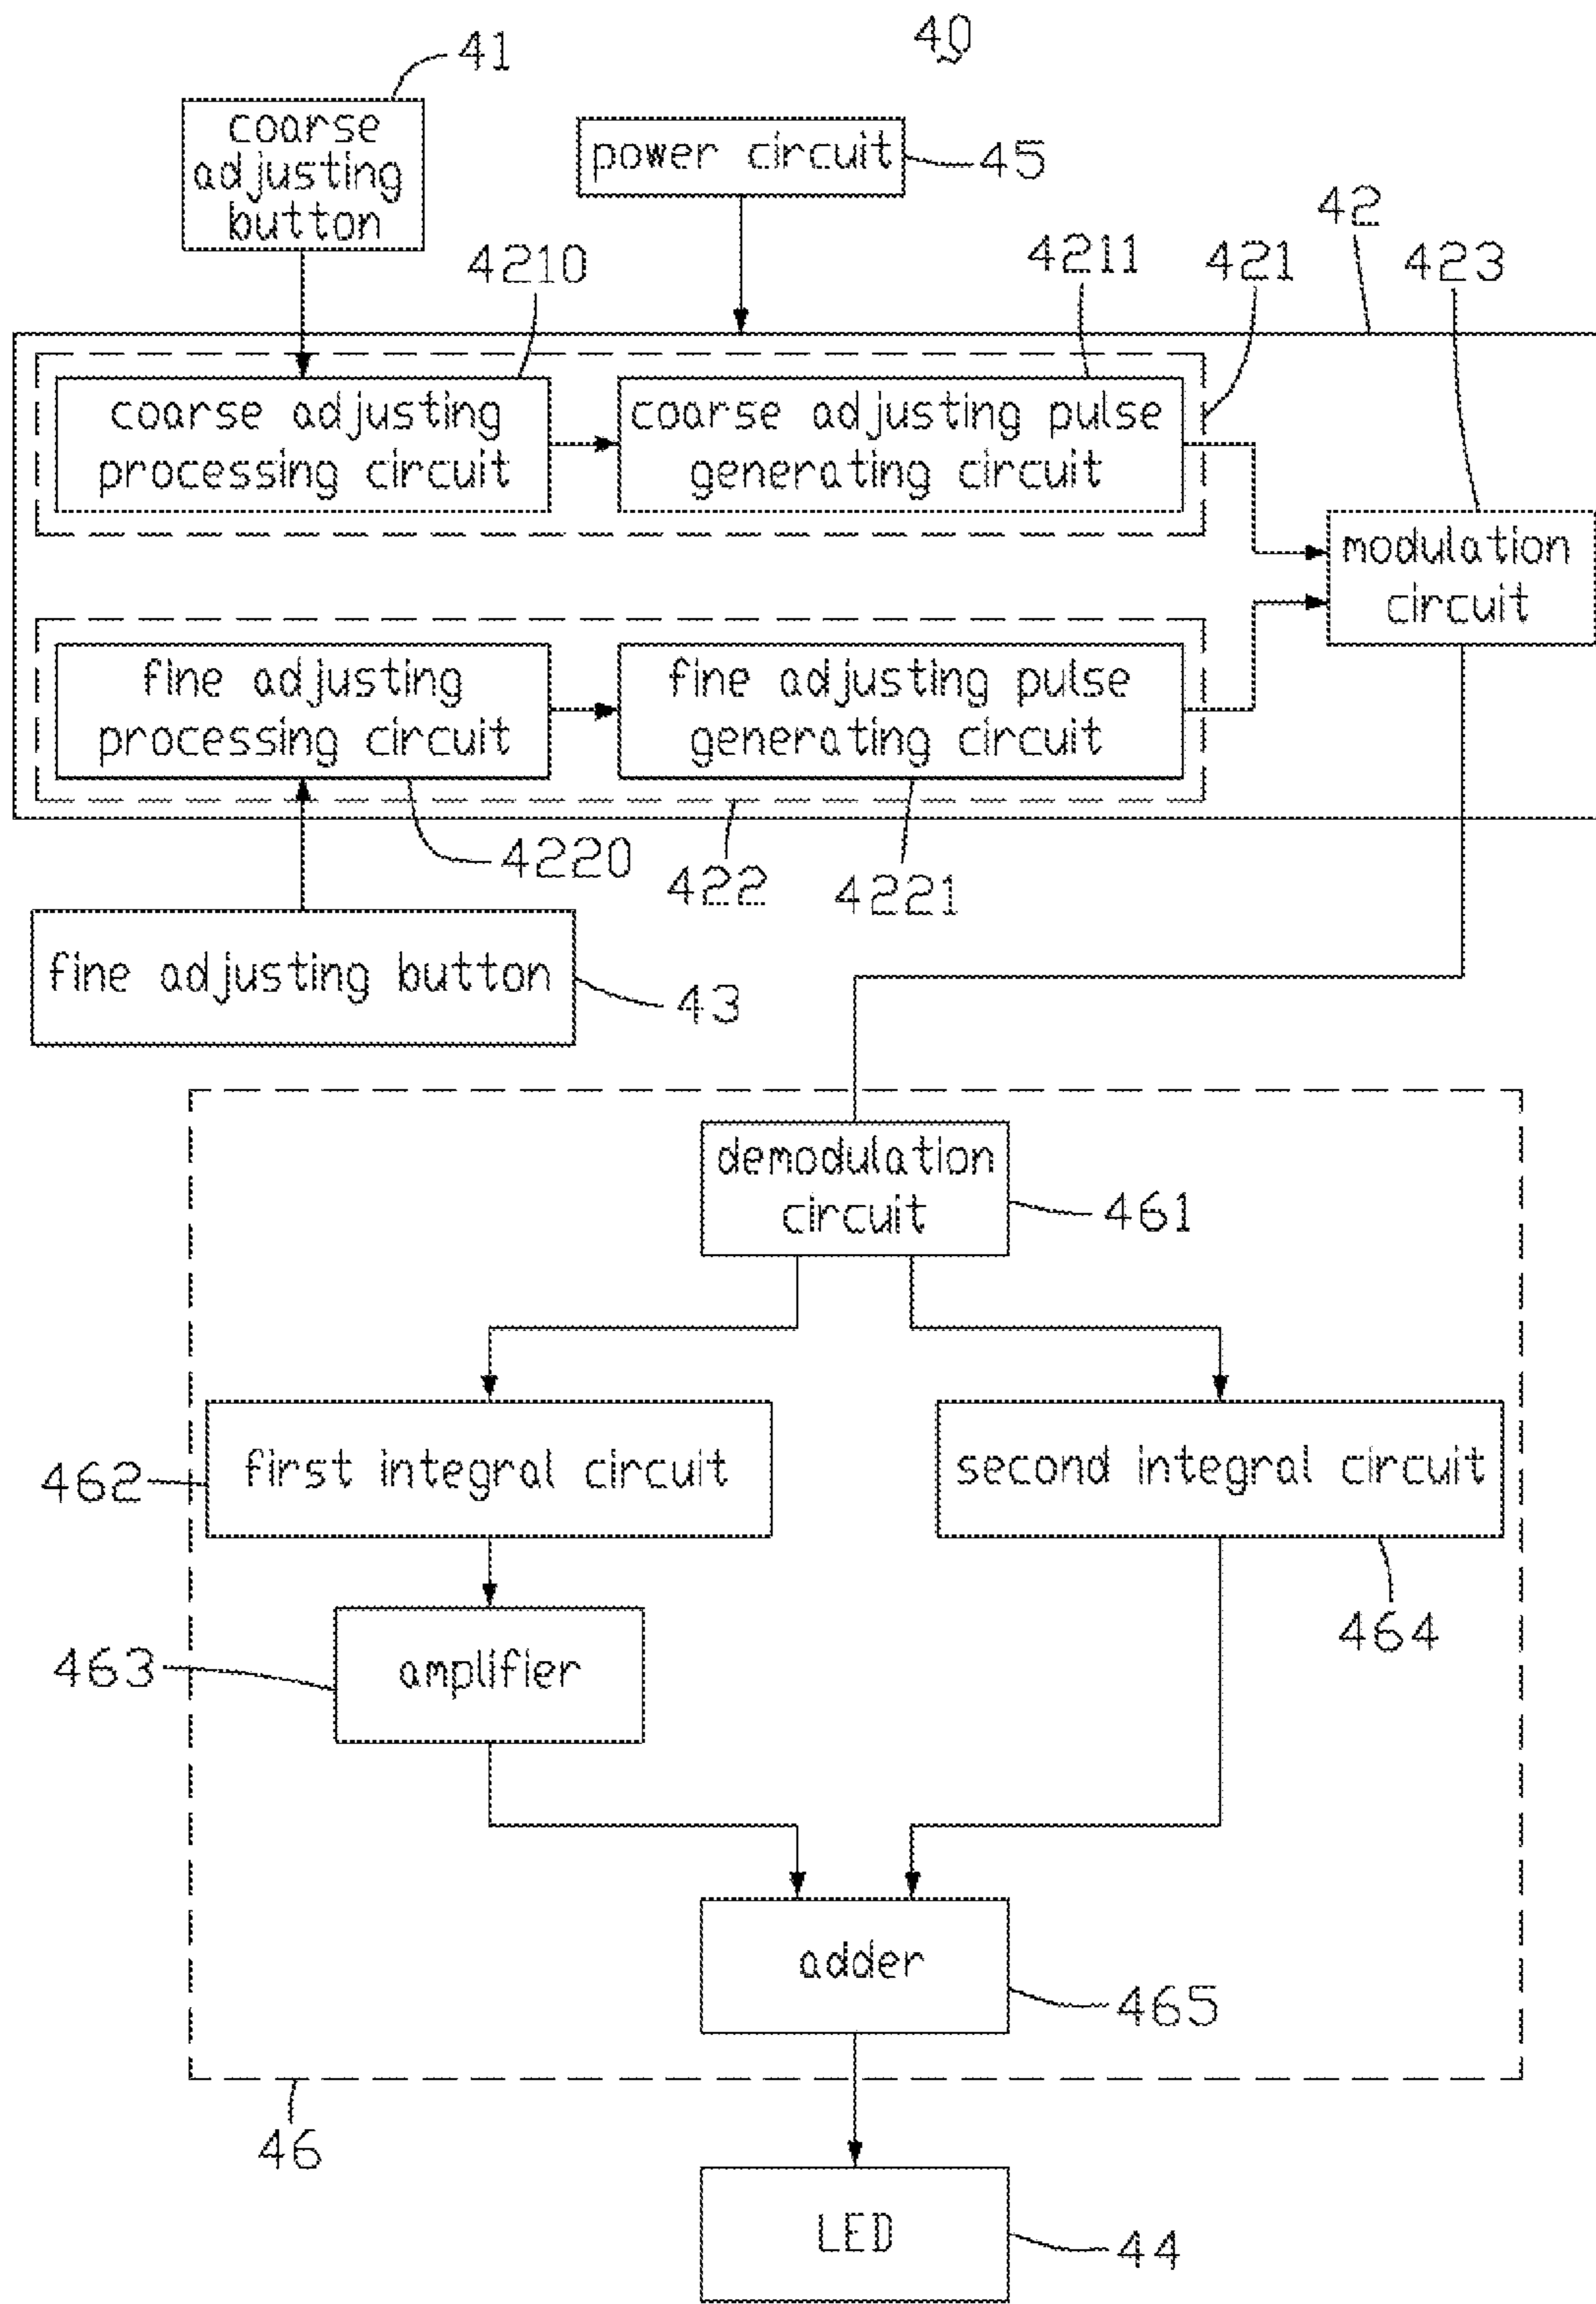 40
41
coarse
adjusting
button
power circuit
45
42
4210
4211
421
423
coarse adjusting
processing circuit
coarse adjusting pulse
generating circuit
modulation
circuit
fine adjusting
processing circuit
fine adjusting pulse
generating circuit
4220
422
4221
fine adjusting button
43
demodulation
circuit
461
first integral circuit
462
second integral circuit
464
amplifier
463
adder
465
46
LED
44